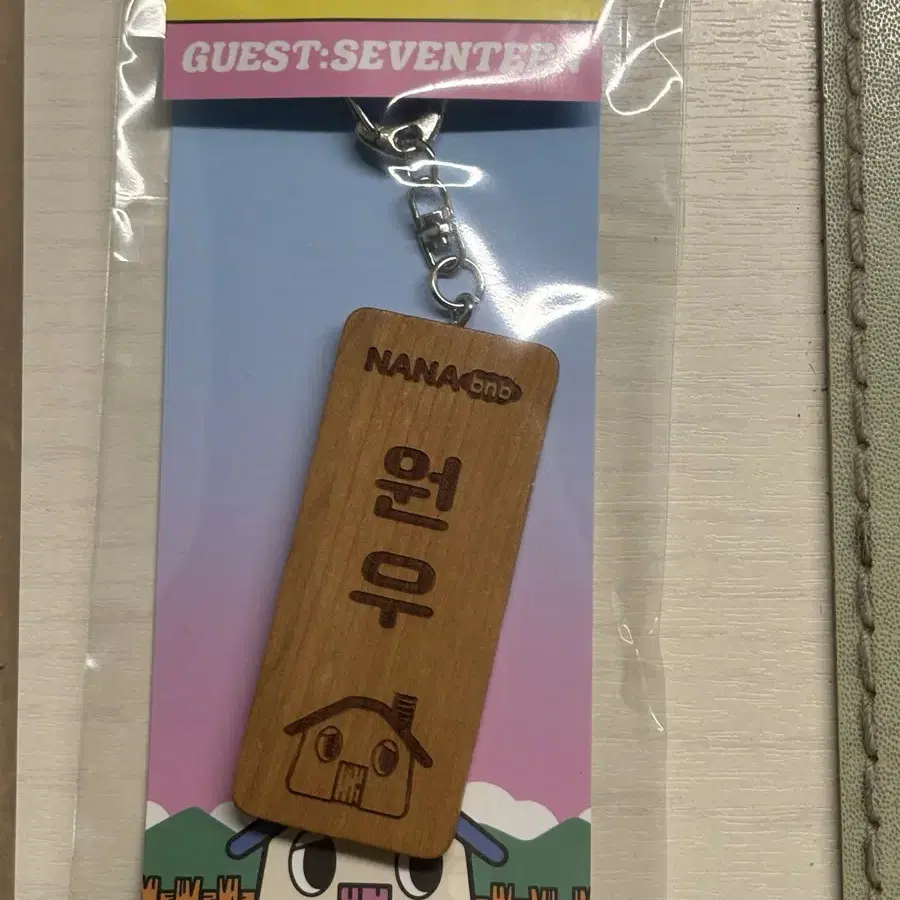 GUEST:SEVENTEEN
NANA bnb
원
우